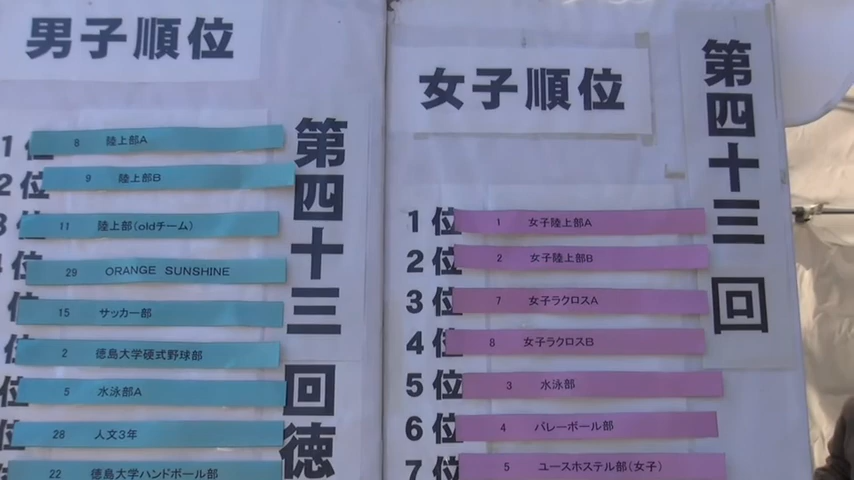 男子順位
1位 8 陸上部A
2位 9 陸上部B
3位 11 陸上部(oldチーム)
29 ORANGE SUNSHINE
15 サッカー部
2 徳島大学硬式野球部
5 水泳部A
28 人文3年
22 徳島大学ハンドボール部
第四十三回徳
女子順位
1位 1 女子陸上部A
2位 2 女子陸上部B
3位 7 女子ラクロスA
4位 8 女子ラクロスB
5位 3 水泳部
6位 4 バレーボール部
7位 5 ユースホステル部(女子)
第四十三回